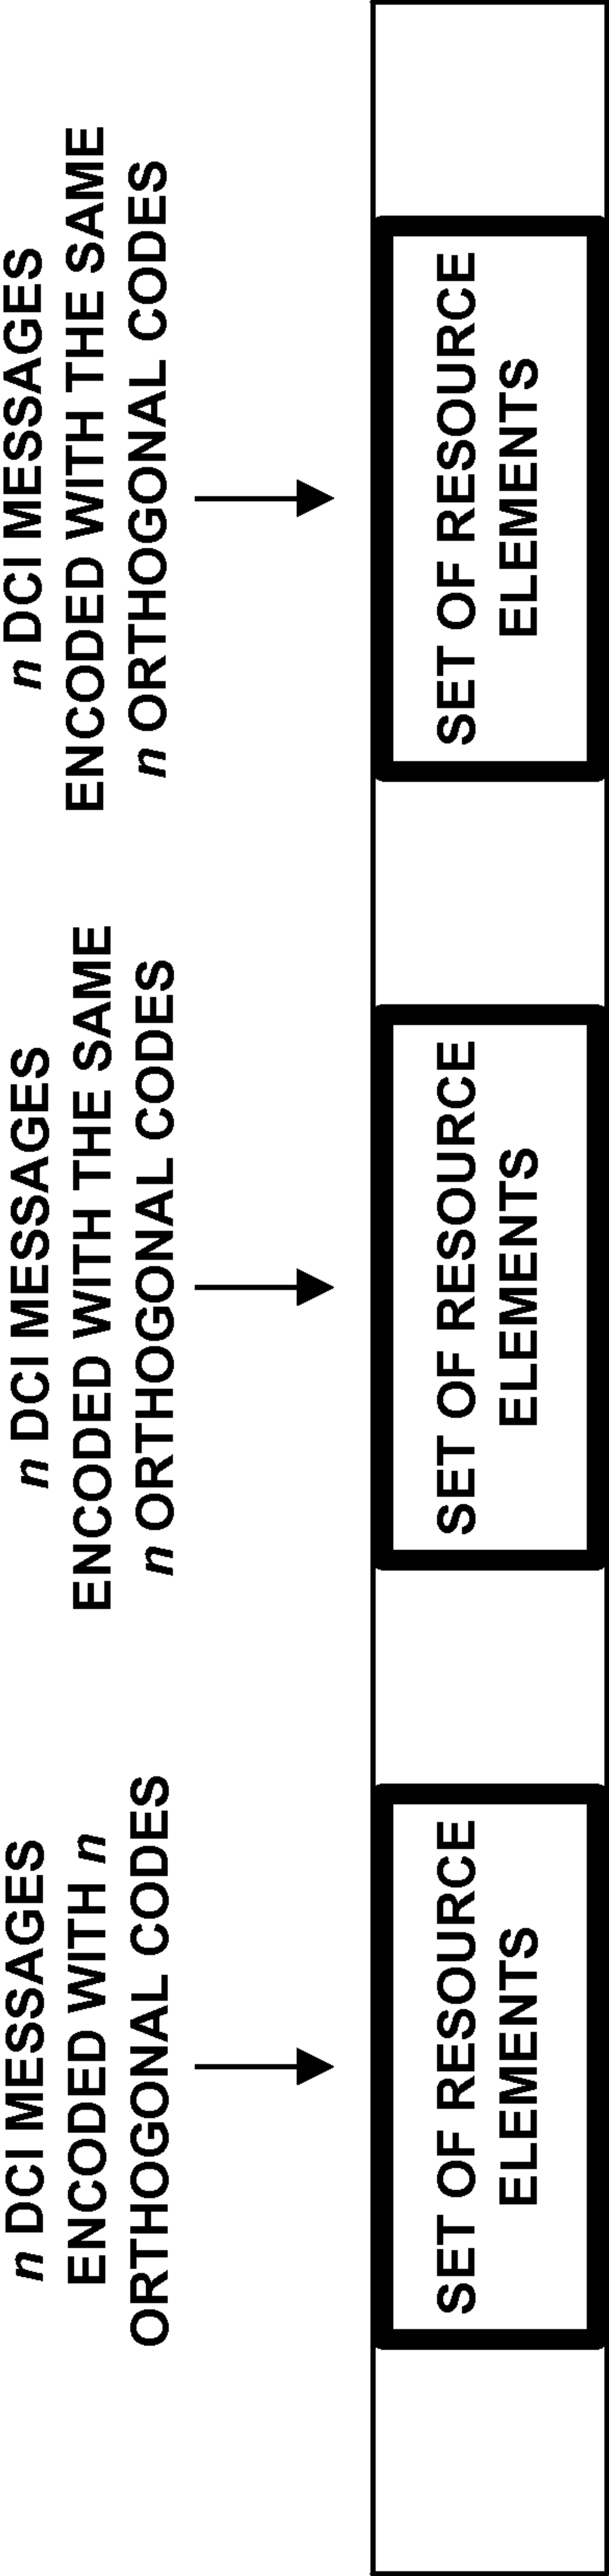 n DCI MESSAGES
ENCODED WITH n
ORTHOGONAL CODES
n DCI MESSAGES
ENCODED WITH THE SAME
n ORTHOGONAL CODES
n DCI MESSAGES
ENCODED WITH THE SAME
n ORTHOGONAL CODES
SET OF RESOURCE
ELEMENTS
SET OF RESOURCE
ELEMENTS
SET OF RESOURCE
ELEMENTS